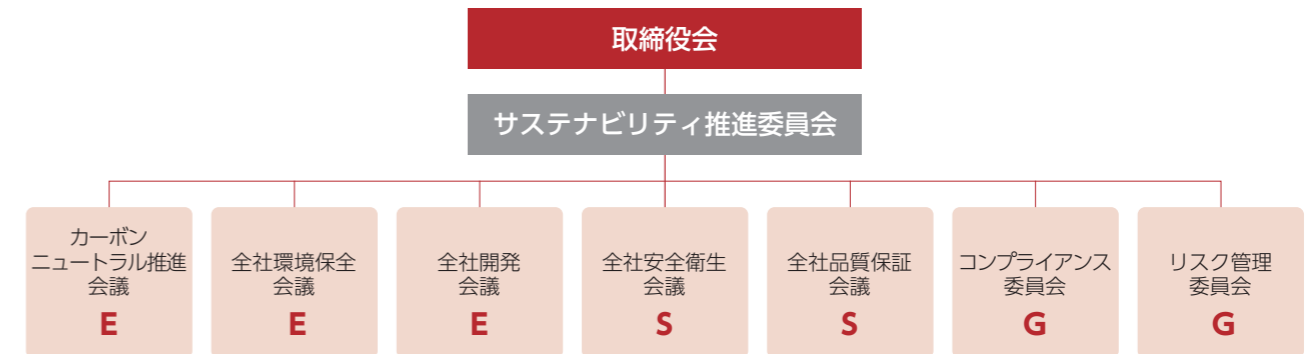 取締役会
サステナビリティ推進委員会
カーボン
ニュートラル推進
会議
E
全社環境保全
会議
E
全社開発
会議
E
全社安全衛生
会議
S
全社品質保証
会議
S
コンプライアンス
委員会
G
リスク管理
委員会
G